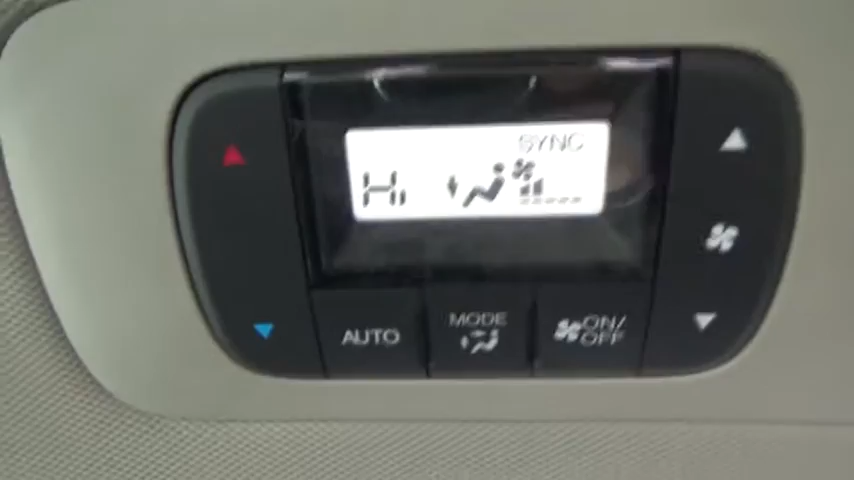 SYNC
Hi
AUTO
MODE
ON/
OFF